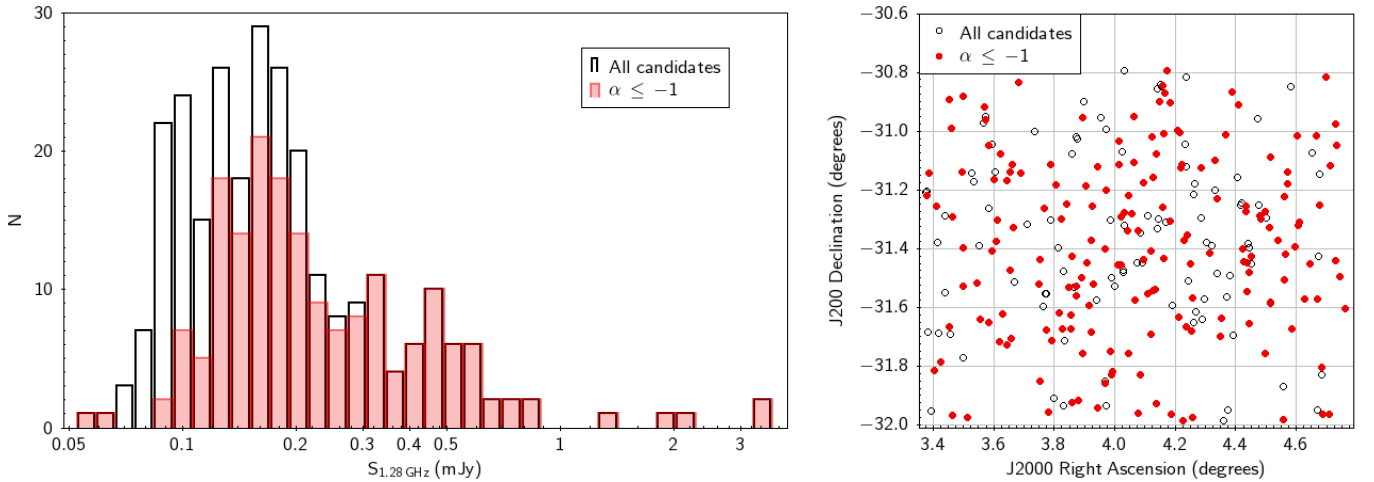 30
20
10
0
N
0.05 0.1 0.2 0.3 0.4 0.5 1 2 3
S1.28 GHz (mJy)
All candidates
α ≤ −1
−30.6
−30.8
−31.0
−31.2
−31.4
−31.6
−31.8
−32.0
J200 Declination (degrees)
3.4 3.6 3.8 4.0 4.2 4.4 4.6
J2000 Right Ascension (degrees)
All candidates
α ≤ −1